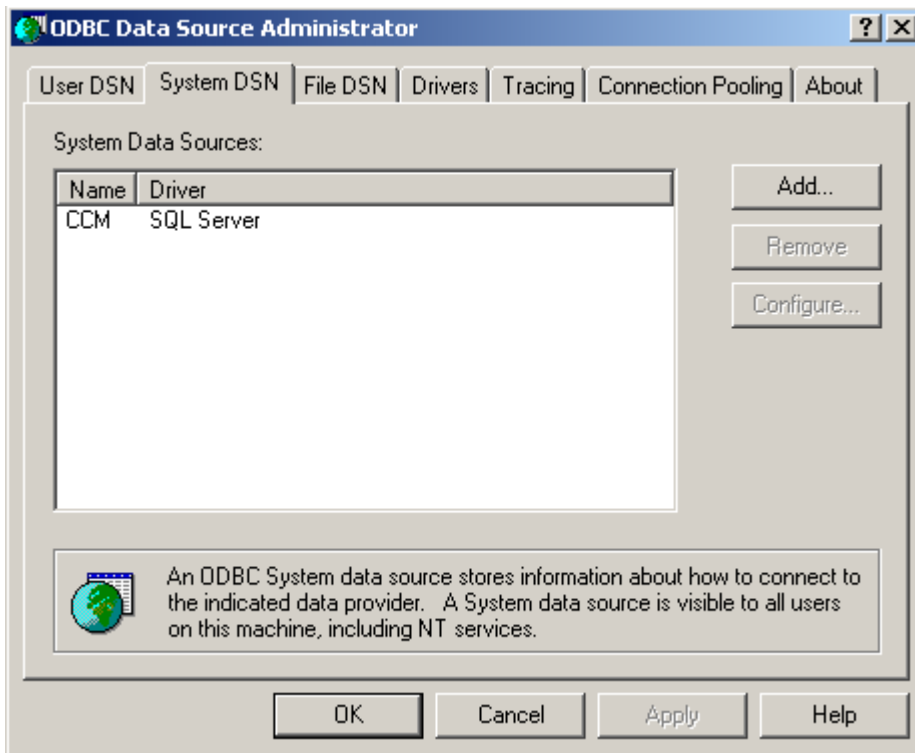 ODBC Data Source Administrator
User DSN System DSN File DSN Drivers Tracing Connection Pooling About
System Data Sources:
Name Driver
CCM SQL Server
Add...
Remove
Configure...
An ODBC System data source stores information about how to connect to
the indicated data provider. A System data source is visible to all users
on this machine, including NT services.
OK Cancel Apply Help